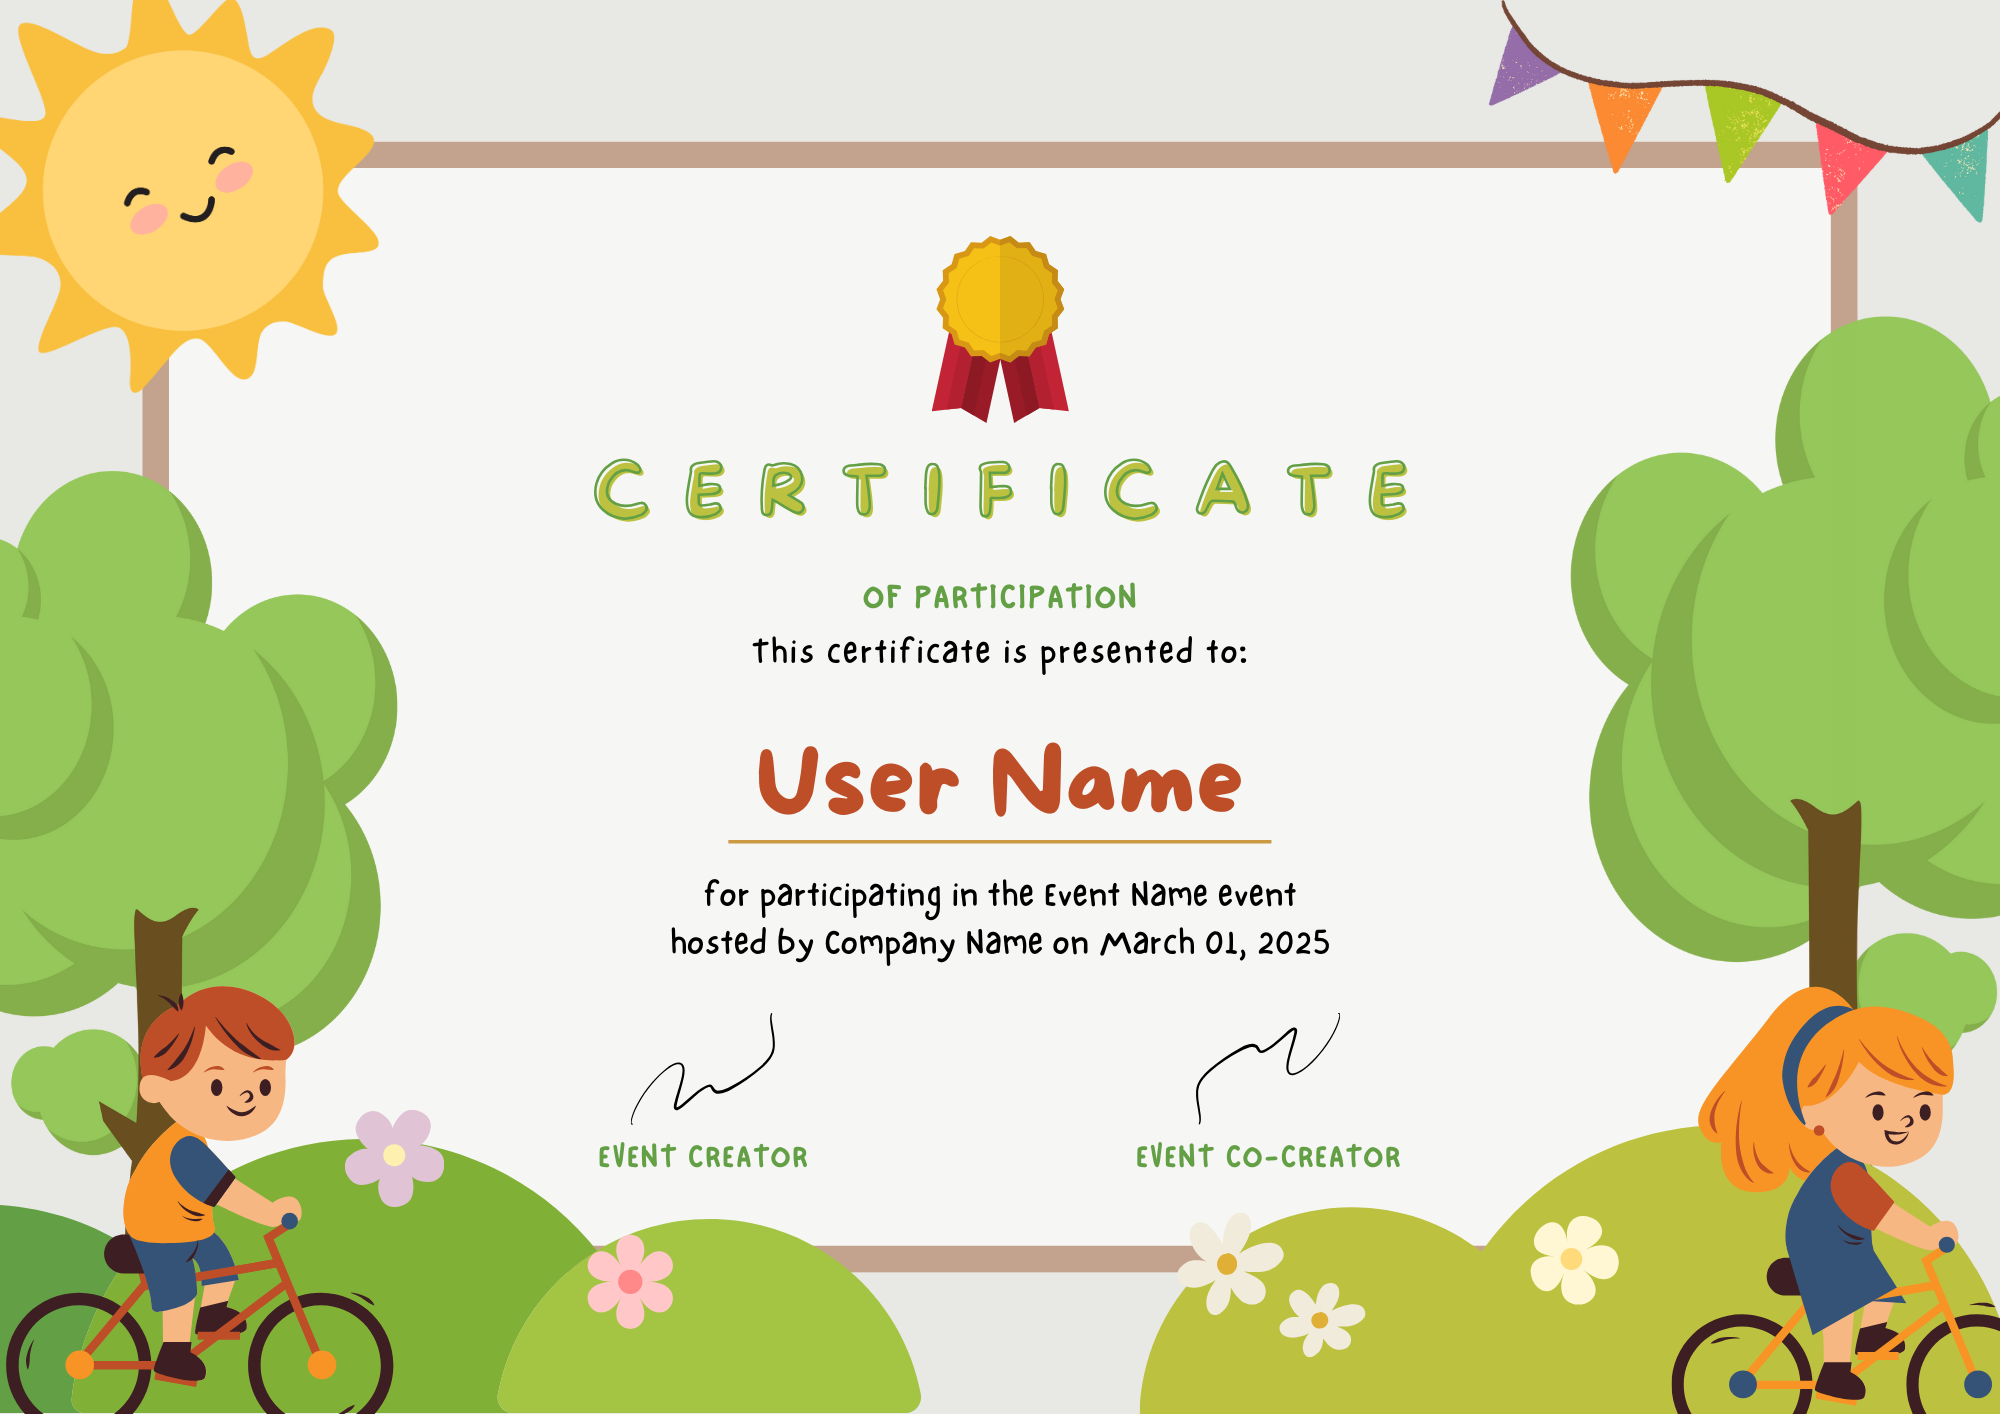 CERTIFICATE
OF PARTICIPATION
This certificate is presented to:
User Name
for participating in the Event Name event
hosted by Company Name on March 01, 2025
EVENT CREATOR
EVENT CO-CREATOR